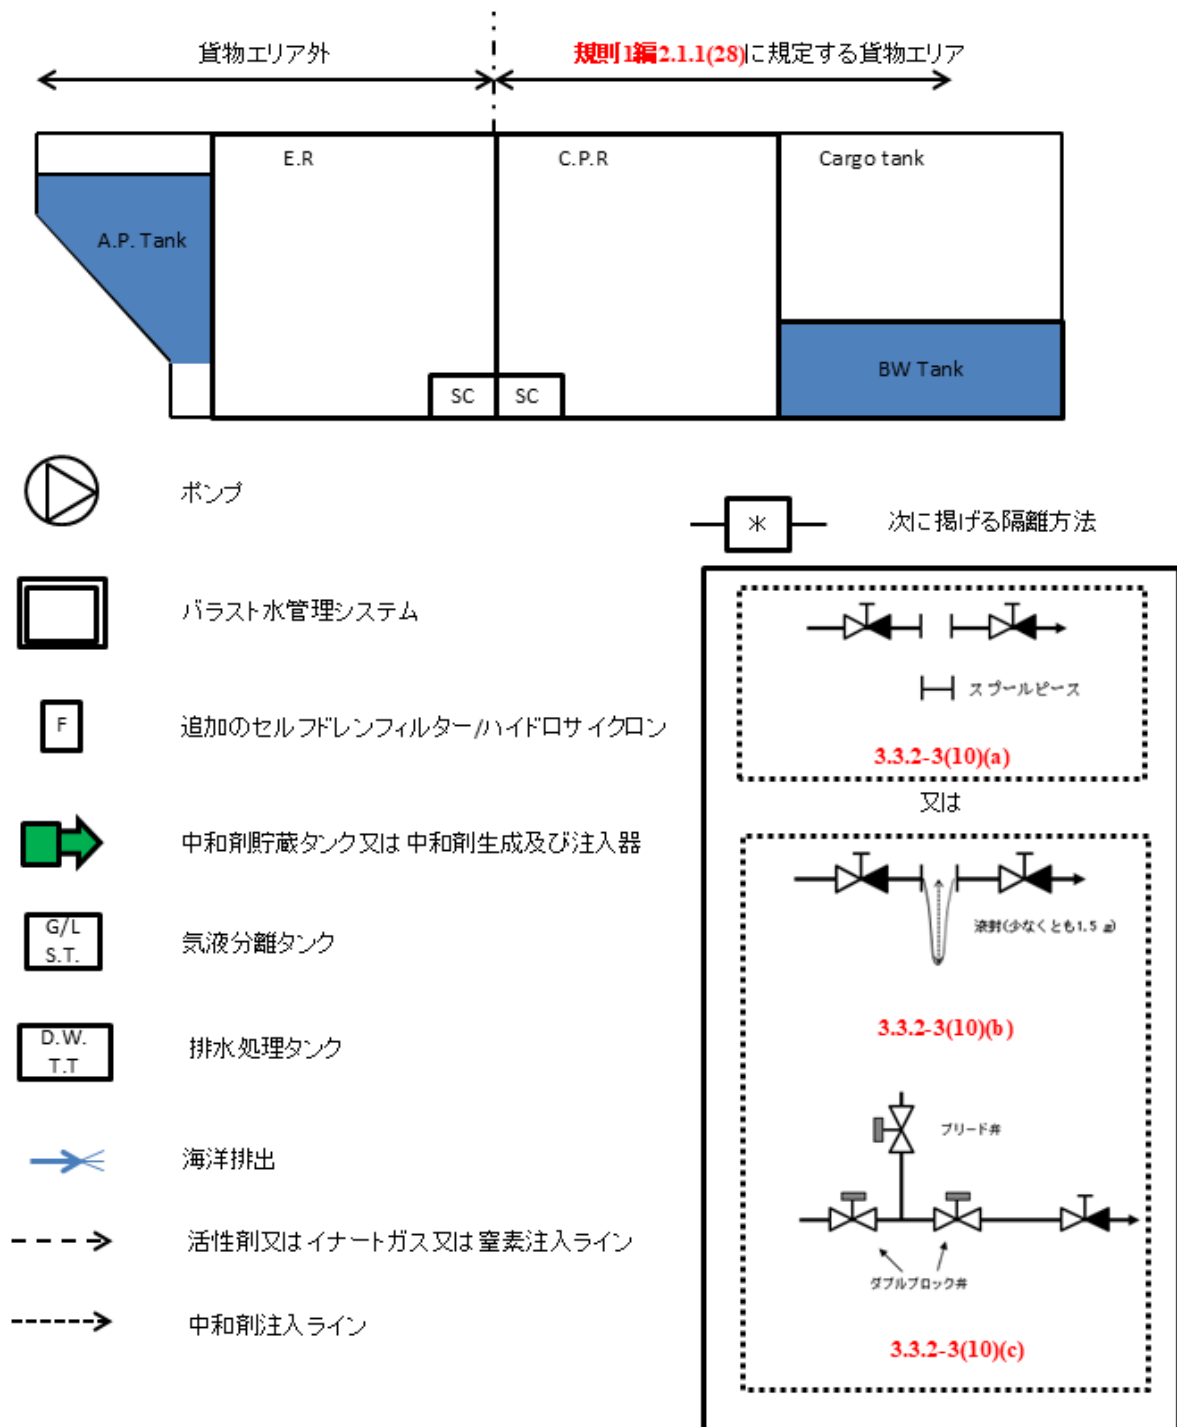 貨物エリア外
規則1編2.1.1(28)に規定する貨物エリア
E.R
C.P.R
Cargo tank
A.P. Tank
BW Tank
SC
SC
ポンプ
＊
次に掲げる隔離方法
バラスト水管理システム
スプールピース
F
追加のセルフドレンフィルター/ハイドロサイクロン
3.3.2-3(10)(a)
又は
中和剤貯蔵タンク又は中和剤生成及び注入器
G/L
S.T.
気液分離タンク
液封(少なくとも1.5 m)
3.3.2-3(10)(b)
D.W.
T.T
排水処理タンク
ブリード弁
海洋排出
活性剤又はイナートガス又は窒素注入ライン
ダブルブロック弁
中和剤注入ライン
3.3.2-3(10)(c)